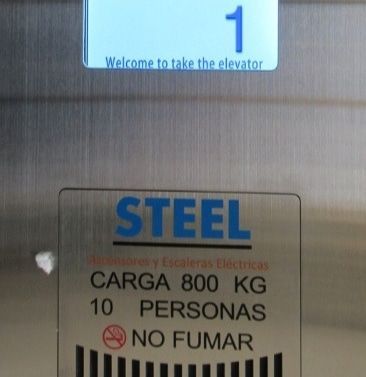 1
Welcome to take the elevator
STEEL
Ascensores y Escaleras Eléctricas
CARGA 800 KG
10 PERSONAS
NO FUMAR